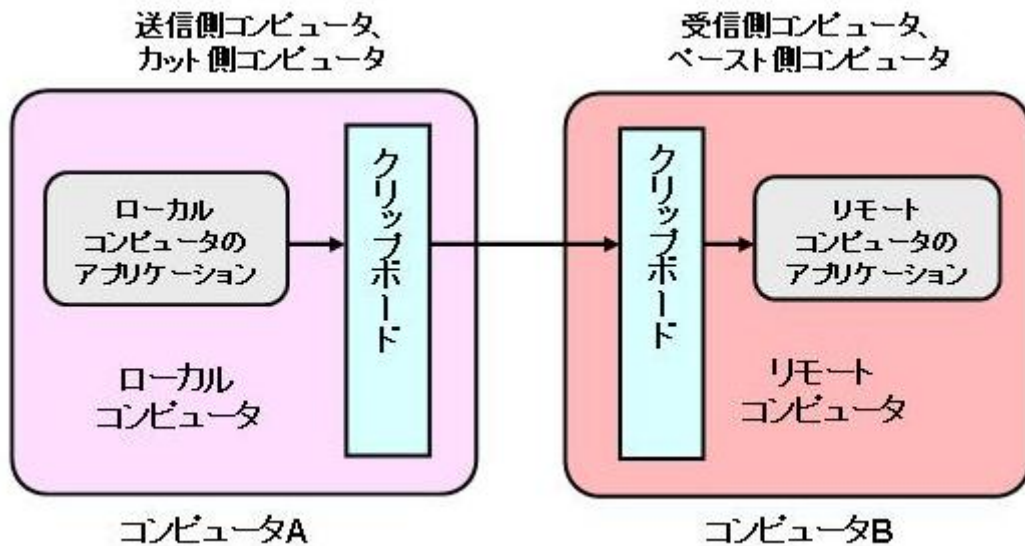 送信側コンピュータ、
カット側コンピュータ
受信側コンピュータ、
ペースト側コンピュータ
ローカル
コンピュータの
アプリケーション
クリップボード
クリップボード
リモート
コンピュータの
アプリケーション
ローカル
コンピュータ
リモート
コンピュータ
コンピュータA
コンピュータB